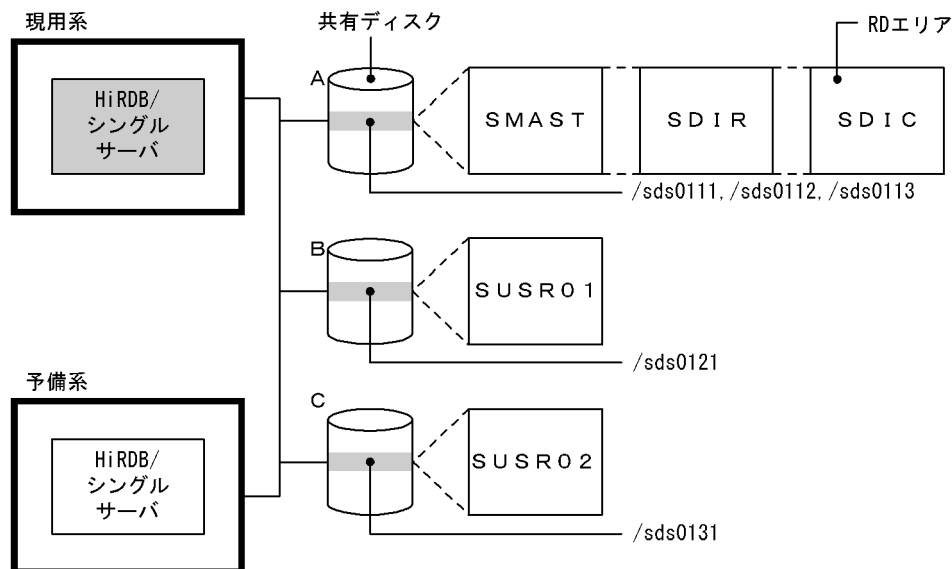 現用系
共有ディスク
RDエリア
HiRDB/
シングル
サーバ
A
SMAST
SDIR
SDIC
/sds0111,/sds0112,/sds0113
B
SUSR01
/sds0121
予備系
C
HiRDB/
シングル
サーバ
SUSR02
/sds0131